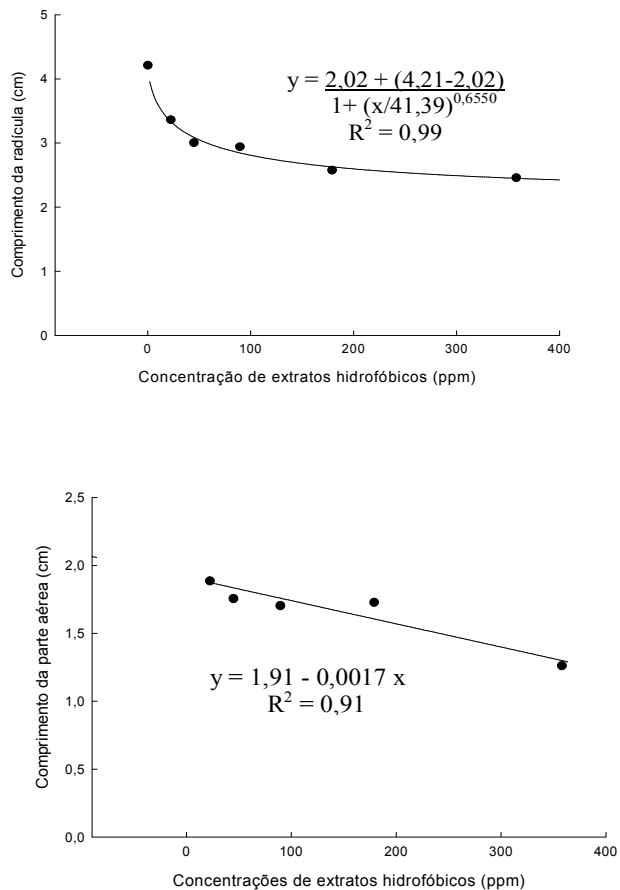 5
4
3
2
1
0
Comprimento da radícula (cm)
y = 2,02 + (4,21-2,02)
1+ (x/41,39)^0,6550
R² = 0,99
0 100 200 300 400
Concentração de extratos hidrofóbicos (ppm)
2,5
2,0
1,5
1,0
0,5
0,0
Comprimento da parte aérea (cm)
y = 1,91 - 0,0017 x
R² = 0,91
0 100 200 300 400
Concentrações de extratos hidrofóbicos (ppm)